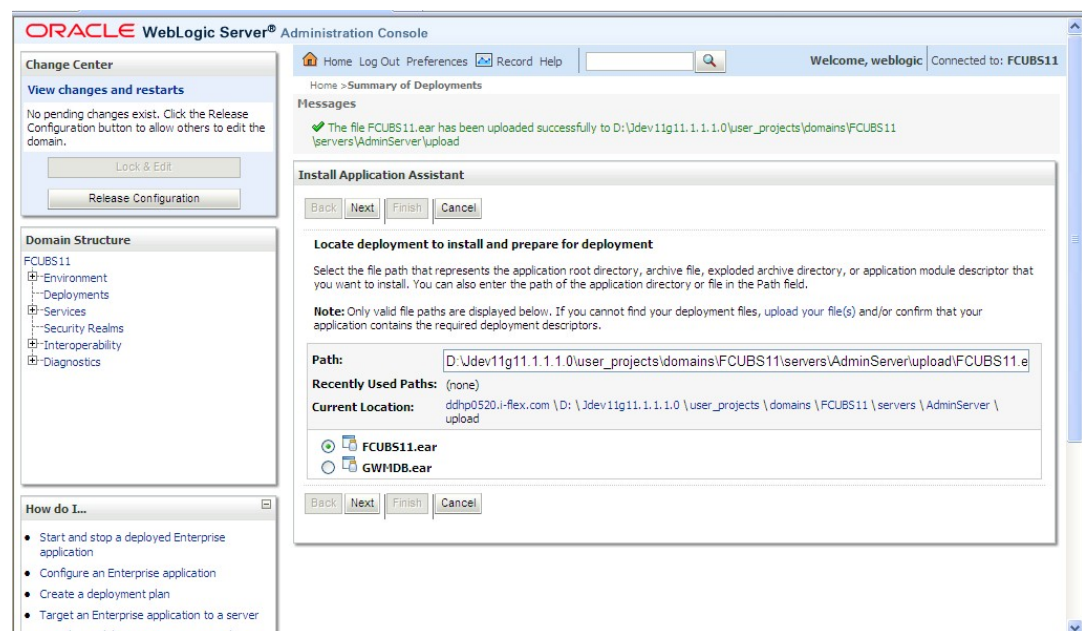 ORACLE WebLogic Server® Administration Console
Change Center
View changes and restarts
No pending changes exist. Click the Release
Configuration button to allow others to edit the
domain.
Lock & Edit
Release Configuration
Domain Structure
FCUBS11
Environment
Deployments
Services
Security Realms
Interoperability
Diagnostics
How do I...
Start and stop a deployed Enterprise
application
Configure an Enterprise application
Create a deployment plan
Target an Enterprise application to a server
Home Log Out Preferences Record Help
Welcome, weblogic Connected to: FCUBS11
Home >Summary of Deployments
Messages
The file FCUBS11.ear has been uploaded successfully to D:\Jdev11g11.1.1.1.0\user_projects\domains\FCUBS11
\servers\AdminServer\upload
Install Application Assistant
Back Next Finish Cancel
Locate deployment to install and prepare for deployment
Select the file path that represents the application root directory, archive file, exploded archive directory, or application module descriptor that
you want to install. You can also enter the path of the application directory or file in the Path field.
Note: Only valid file paths are displayed below. If you cannot find your deployment files, upload your file(s) and/or confirm that your
application contains the required deployment descriptors.
Path: D:\Jdev11g11.1.1.1.0\user_projects\domains\FCUBS11\servers\AdminServer\upload\FCUBS11.e
Recently Used Paths: (none)
Current Location: ddhp0520.i-flex.com \ D: \ Jdev11g11.1.1.1.0 \ user_projects \ domains \ FCUBS11 \ servers \ AdminServer \
upload
FCUBS11.ear
GWMDB.ear
Back Next Finish Cancel